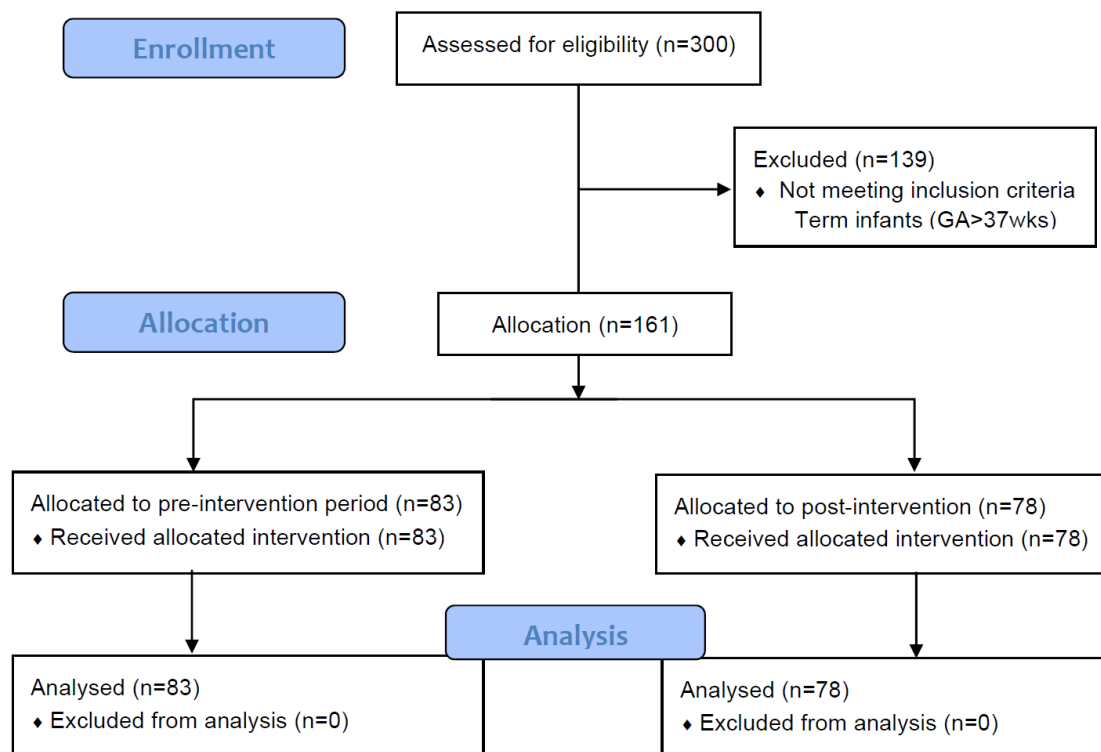 Enrollment
Assessed for eligibility (n=300)
Excluded (n=139)
♦ Not meeting inclusion criteria
Term infants (GA>37wks)
Allocation
Allocation (n=161)
Allocated to pre-intervention period (n=83)
♦ Received allocated intervention (n=83)
Allocated to post-intervention (n=78)
♦ Received allocated intervention (n=78)
Analysis
Analysed (n=83)
♦ Excluded from analysis (n=0)
Analysed (n=78)
♦ Excluded from analysis (n=0)